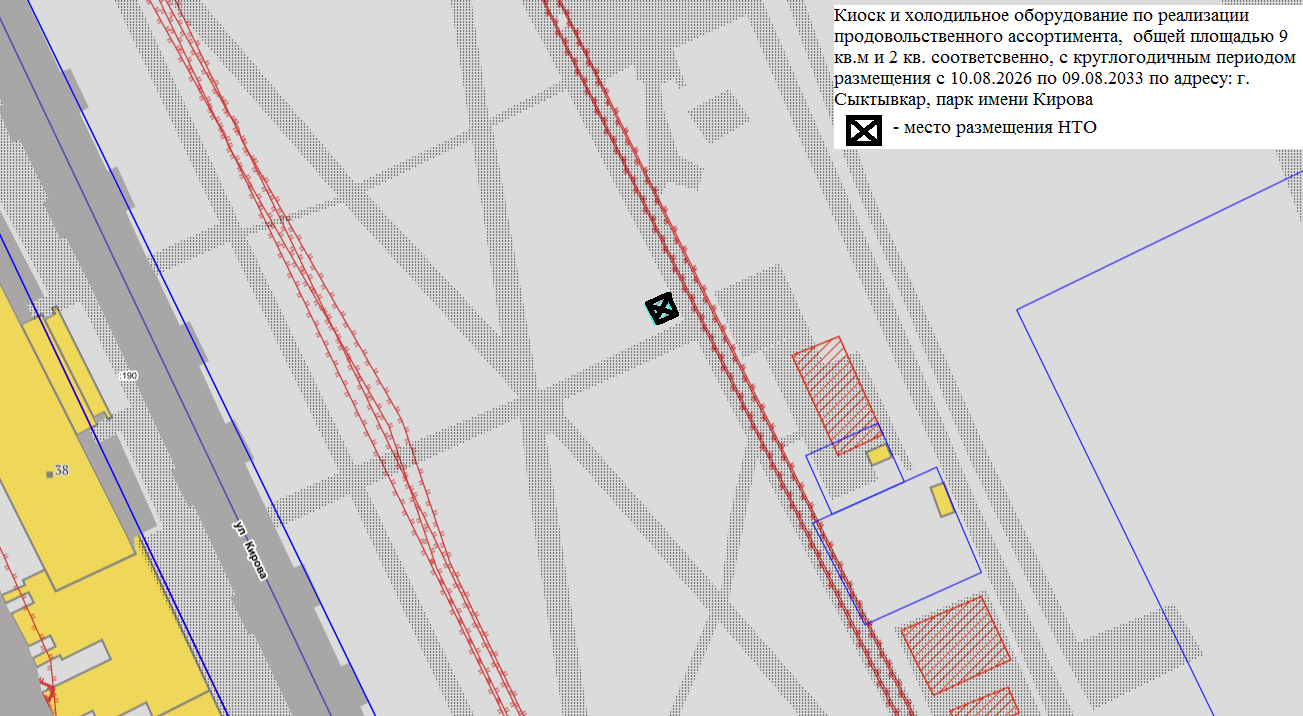 Киоск и холодильное оборудование по реализации
продовольственного ассортимента, общей площадью 9
кв.м и 2 кв. соответсвенно, с круглогодичным периодом
размещения с 10.08.2026 по 09.08.2033 по адресу: г.
Сыктывкар, парк имени Кирова
- место размещения НТО
190
38
ул Кирова